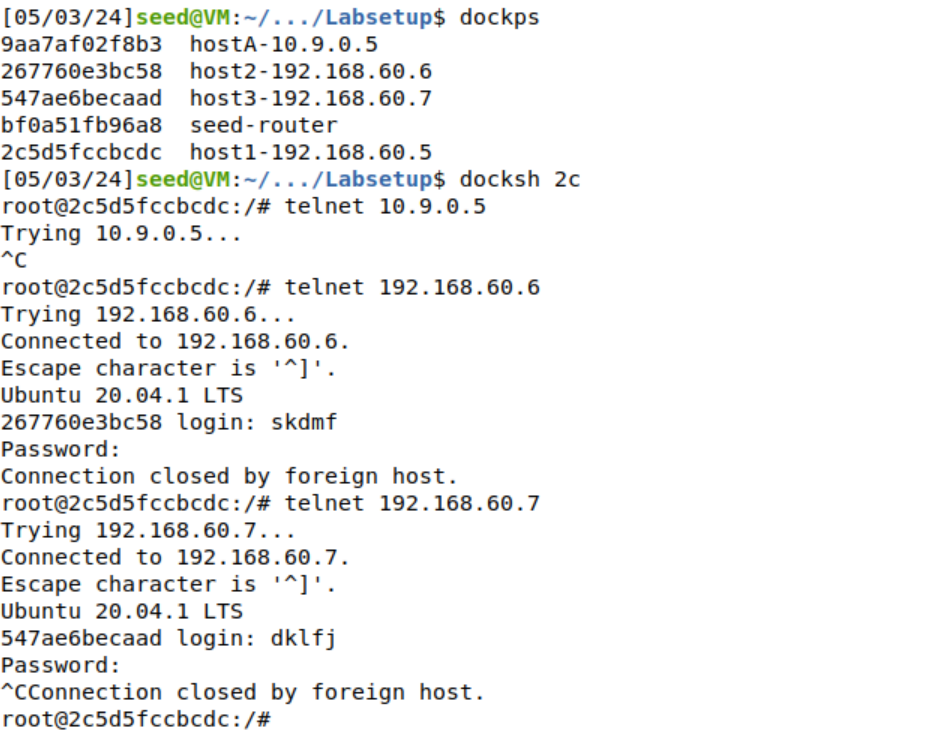 [05/03/24]seed@VM:~/.../Labsetup$ dockps
9aa7af02f8b3  hostA-10.9.0.5
267760e3bc58  host2-192.168.60.6
547ae6becaad  host3-192.168.60.7
bf0a51fb96a8  seed-router
2c5d5fccbcdc  host1-192.168.60.5
[05/03/24]seed@VM:~/.../Labsetup$ docksh 2c
root@2c5d5fccbcdc:/# telnet 10.9.0.5
Trying 10.9.0.5...
^C
root@2c5d5fccbcdc:/# telnet 192.168.60.6
Trying 192.168.60.6...
Connected to 192.168.60.6.
Escape character is '^]'.
Ubuntu 20.04.1 LTS
267760e3bc58 login: skdmf
Password:
Connection closed by foreign host.
root@2c5d5fccbcdc:/# telnet 192.168.60.7
Trying 192.168.60.7...
Connected to 192.168.60.7.
Escape character is '^]'.
Ubuntu 20.04.1 LTS
547ae6becaad login: dklfj
Password:
^CConnection closed by foreign host.
root@2c5d5fccbcdc:/#